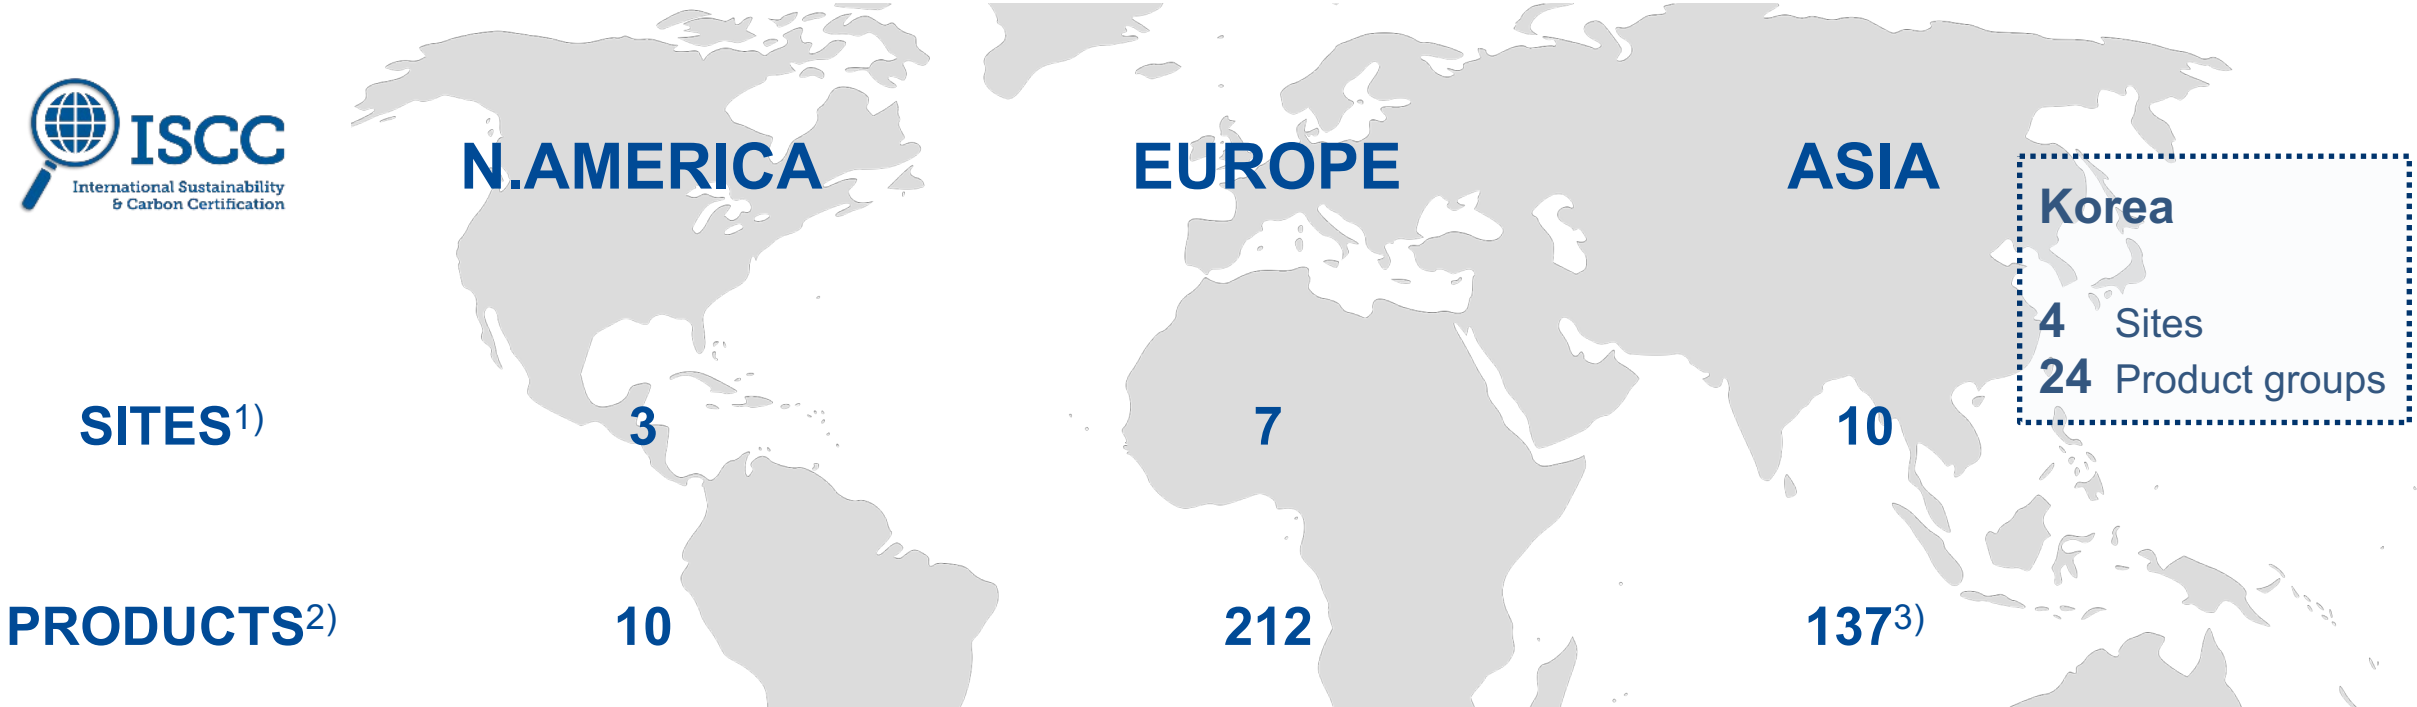 ISCC
International Sustainability
& Carbon Certification
N.AMERICA
EUROPE
ASIA
Korea
4 Sites
24 Product groups
SITES1)
3
7
10
PRODUCTS2)
10
212
1373)